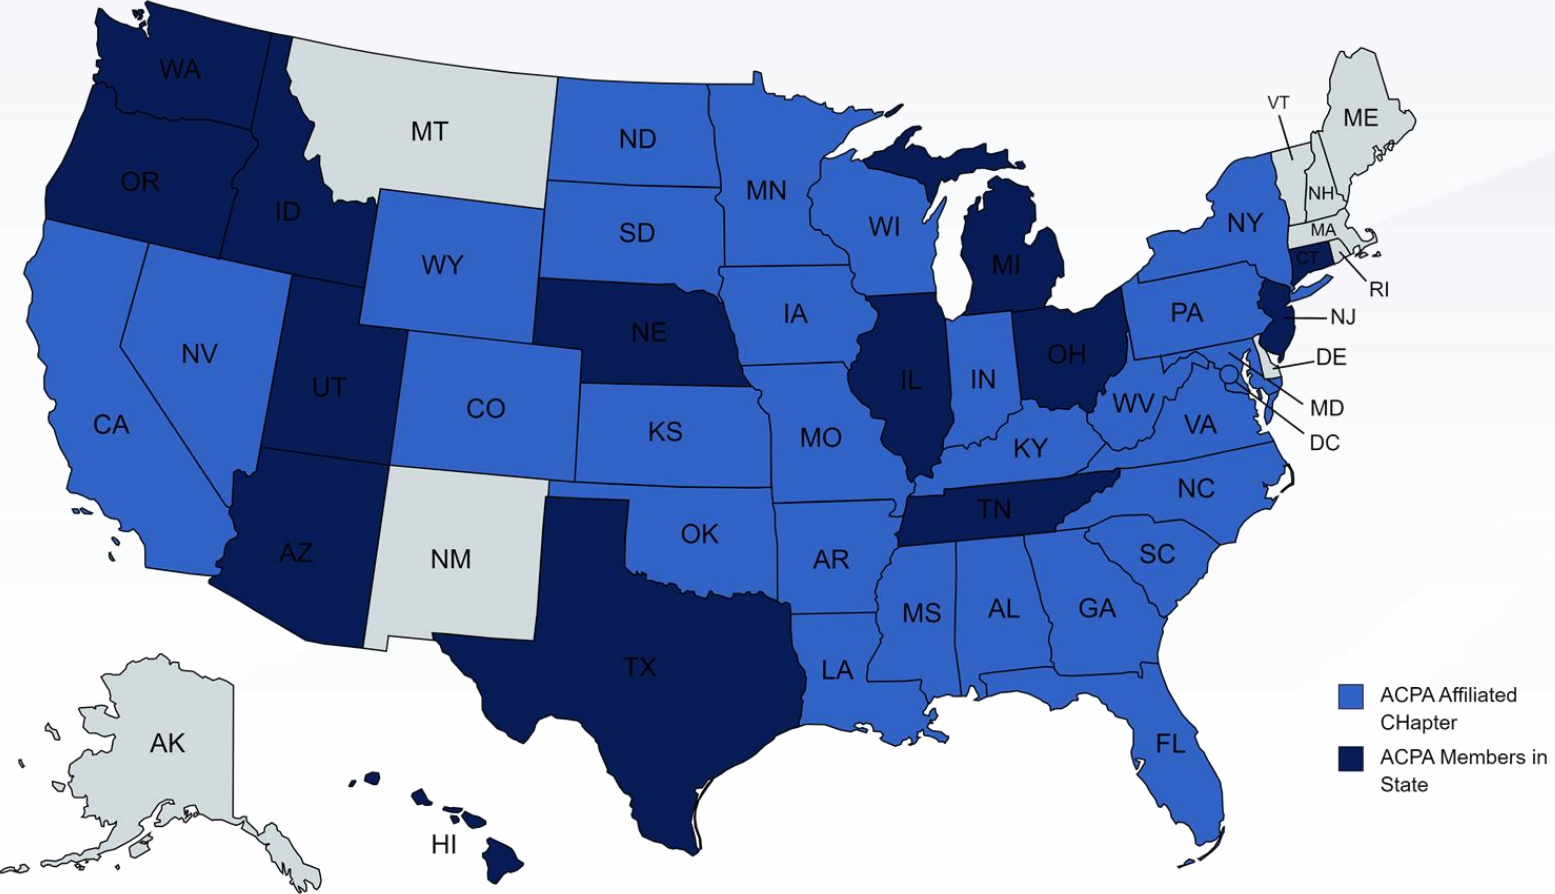 WA
MT
ND
MN
OR
ID
SD
WI
MI
WY
VT
ME
NH
NY
MA
CT
RI
NE
IA
PA
NJ
NV
UT
CO
IL
IN
OH
DE
CA
KS
MO
KY
WV
VA
MD
DC
AZ
NM
OK
AR
TN
NC
SC
MS
AL
GA
TX
LA
FL
AK
HI
ACPA Affiliated
CHapter
ACPA Members in
State